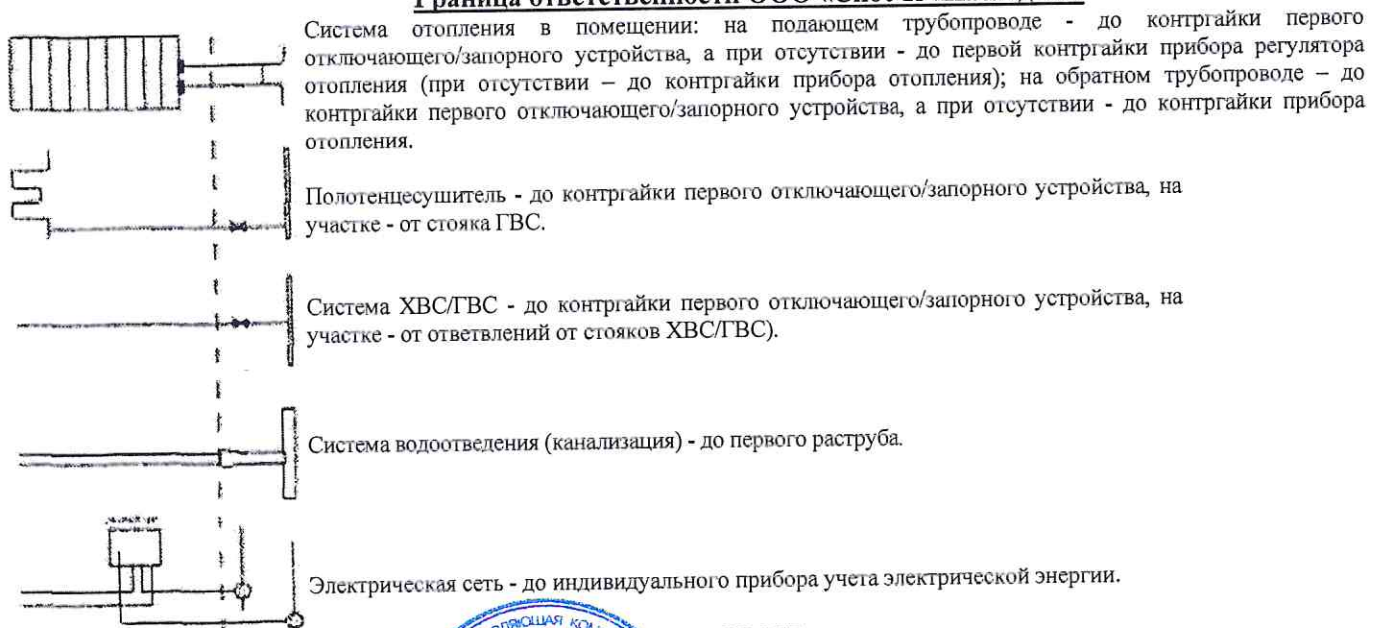 Граница ответственности ООО
Система отопления в помещении: на подающем трубопроводе - до контргайки первого
отключающего/запорного устройства, а при отсутствии - до первой контргайки прибора регулятора
отопления (при отсутствии – до контргайки прибора отопления); на обратном трубопроводе – до
контргайки первого отключающего/запорного устройства, а при отсутствии - до контргайки прибора
отопления.
Полотенцесушитель - до контргайки первого отключающего/запорного устройства, на
участке - от стояка ГВС.
Система ХВС/ГВС - до контргайки первого отключающего/запорного устройства, на
участке - от ответвлений от стояков ХВС/ГВС).
Система водоотведения (канализация) - до первого раструба.
Электрическая сеть - до индивидуального прибора учета электрической энергии.